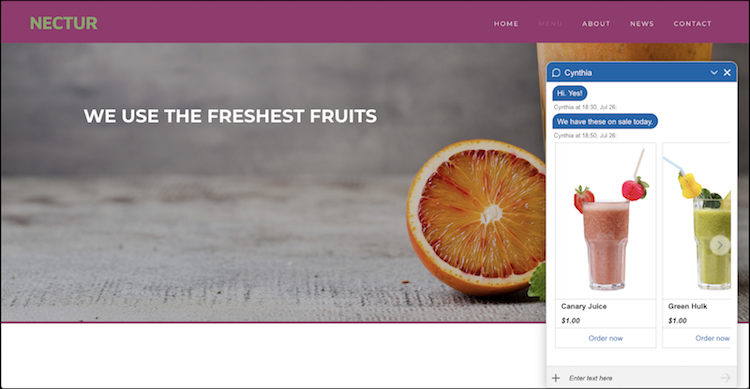 NECTUR
HOME MENU ABOUT NEWS CONTACT
WE USE THE FRESHEST FRUITS
Cynthia
Hi. Yes!
Cynthia at 18:30, Jul 26:
We have these on sale today.
Cynthia at 18:50, Jul 26:
Canary Juice
$1.00
Order now
Green Hulk
$1.00
Order now
Enter text here